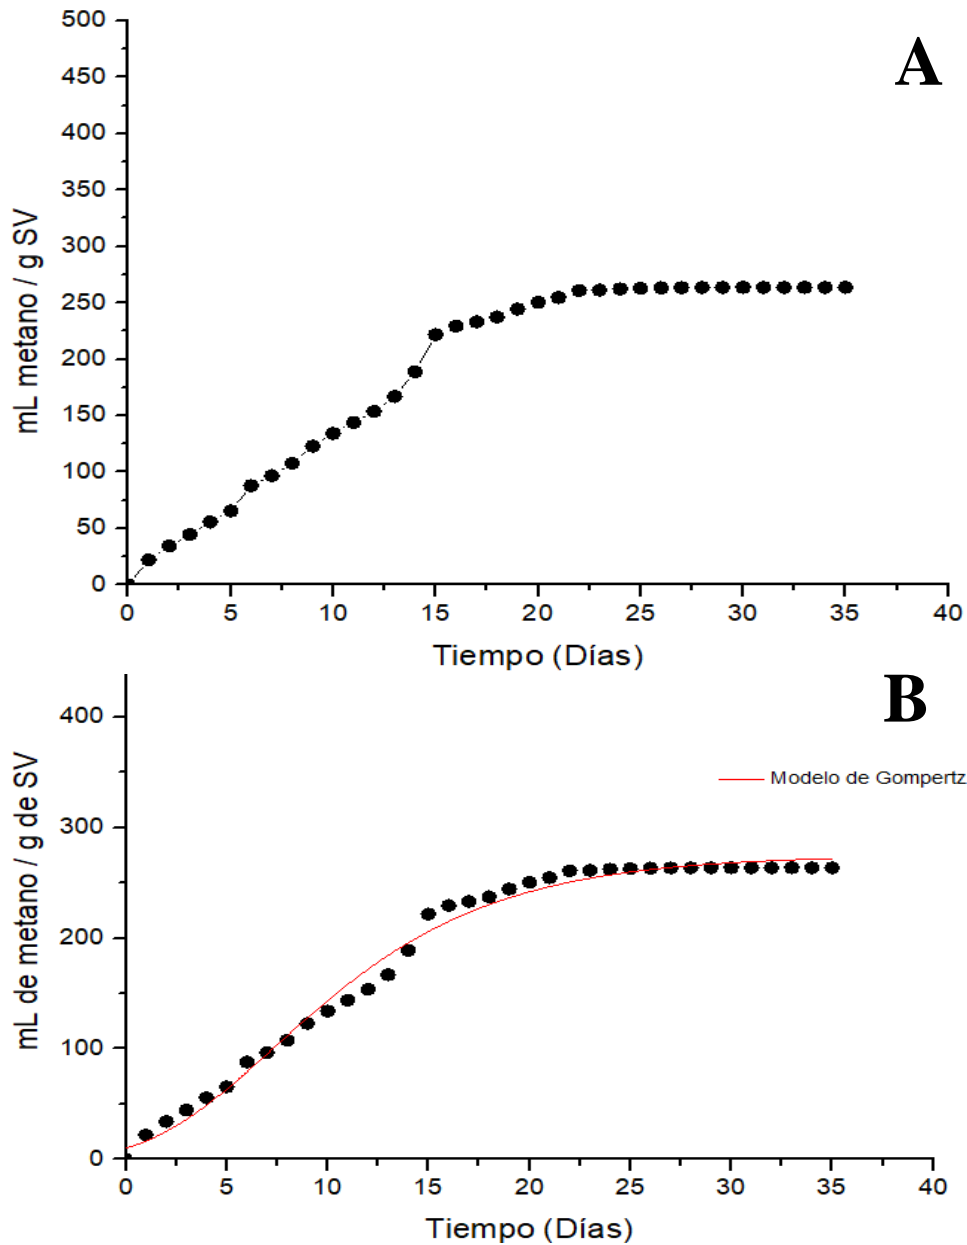 A
500
450
400
350
300
250
200
150
100
50
0
mL metano / g SV
0 5 10 15 20 25 30 35 40
Tiempo (Días)
B
400
300
200
100
0
mL de metano / g de SV
Modelo de Gompertz
0 5 10 15 20 25 30 35 40
Tiempo (Días)